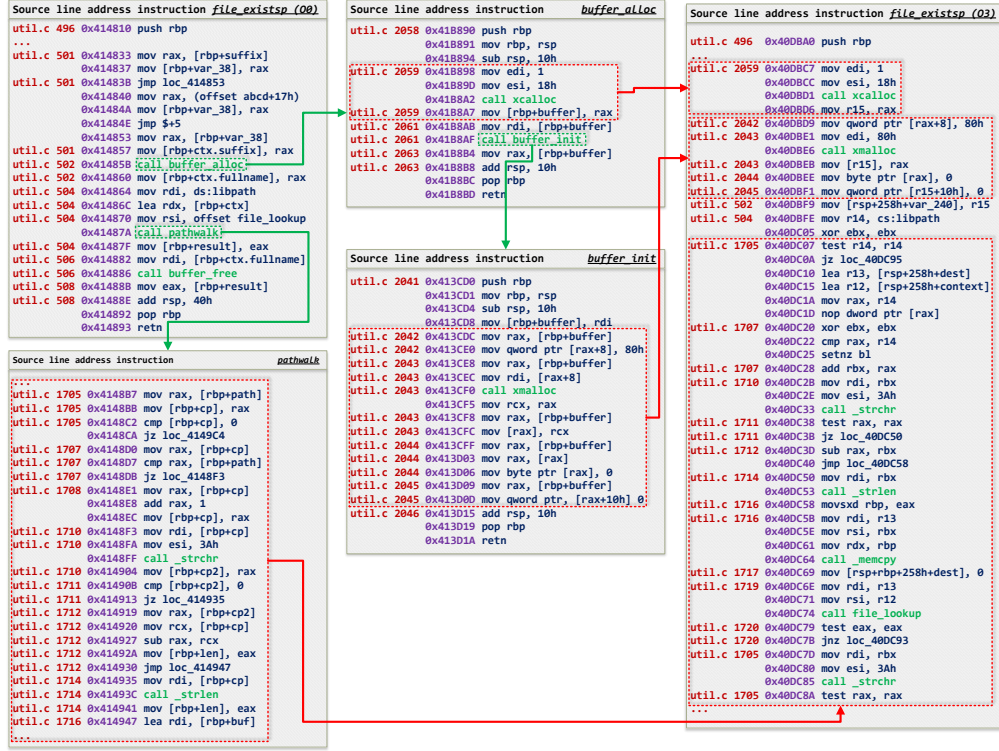 Source line address instruction file_existsp (O0)
util.c 496 0x414810 push rbp
...
util.c 501 0x414833 mov rax, [rbp+suffix]
0x414837 mov [rbp+var_38], rax
0x41483B jmp loc_414853
0x414840 mov rax, (offset abcd+17h)
0x41484A mov [rbp+var_38], rax
0x41484E jmp $+5
0x414853 mov rax, [rbp+var_38]
util.c 501 0x414857 mov [rbp+ctx.suffix], rax
util.c 502 0x41485B call buffer_alloc
util.c 502 0x414860 mov [rbp+ctx.fullname], rax
util.c 504 0x414864 mov rdi, ds:libpath
util.c 504 0x41486C lea rdx, [rbp+ctx]
util.c 504 0x414870 mov rsi, offset file_lookup
0x41487A call pathwalk
util.c 504 0x41487F mov [rbp+result], eax
util.c 506 0x414882 mov rdi, [rbp+ctx.fullname]
util.c 506 0x414886 call buffer_free
util.c 508 0x41488B mov eax, [rbp+result]
util.c 508 0x41488E add rsp, 40h
0x414892 pop rbp
0x414893 retn
Source line address instruction pathwalk
...
util.c 1705 0x4148B7 mov rax, [rbp+path]
util.c 1705 0x4148BB mov [rbp+cp], rax
util.c 1705 0x4148C2 cmp [rbp+cp], 0
0x4148CA jz loc_4149C4
util.c 1707 0x4148D0 mov rax, [rbp+cp]
util.c 1707 0x4148D7 cmp rax, [rbp+path]
util.c 1707 0x4148DB jz loc_4148F3
util.c 1708 0x4148E1 mov rax, [rbp+cp]
0x4148E8 add rax, 1
0x4148EC mov [rbp+cp], rax
util.c 1710 0x4148F3 mov rdi, [rbp+cp]
util.c 1710 0x4148FA mov esi, 3Ah
0x4148FF call _strchr
util.c 1710 0x414904 mov [rbp+cp2], rax
util.c 1711 0x41490B cmp [rbp+cp2], 0
util.c 1711 0x414913 jz loc_414935
util.c 1712 0x414919 mov rax, [rbp+cp2]
util.c 1712 0x414920 mov rcx, [rbp+cp]
util.c 1712 0x414927 sub rax, rcx
util.c 1712 0x41492A mov [rbp+len], eax
util.c 1712 0x414930 jmp loc_414947
util.c 1714 0x414935 mov rdi, [rbp+cp]
util.c 1714 0x41493C call _strlen
util.c 1714 0x414941 mov [rbp+len], eax
util.c 1716 0x414947 lea rdi, [rbp+buf]
...
Source line address instruction buffer_alloc
util.c 2058 0x41B890 push rbp
0x41B891 mov rbp, rsp
0x41B894 sub rsp, 10h
util.c 2059 0x41B898 mov edi, 1
0x41B89D mov esi, 18h
0x41B8A2 call xcalloc
util.c 2059 0x41B8A7 mov [rbp+buffer], rax
util.c 2061 0x41B8AB mov rdi, [rbp+buffer]
util.c 2061 0x41B8AF call buffer_init
util.c 2063 0x41B8B4 mov rax, [rbp+buffer]
util.c 2063 0x41B8B8 add rsp, 10h
0x41B8BC pop rbp
0x41B8BD retn
Source line address instruction buffer_init
util.c 2041 0x413CD0 push rbp
0x413CD1 mov rbp, rsp
0x413CD4 sub rsp, 10h
0x413CD8 mov [rbp+buffer], rdi
util.c 2042 0x413CDC mov rax, [rbp+buffer]
util.c 2042 0x413CE0 mov qword ptr [rax+8], 80h
util.c 2043 0x413CE8 mov rax, [rbp+buffer]
util.c 2043 0x413CEC mov rdi, [rax+8]
util.c 2043 0x413CF0 call xmalloc
0x413CF5 mov rcx, rax
util.c 2043 0x413CF8 mov rax, [rbp+buffer]
util.c 2043 0x413CFC mov [rax], rcx
util.c 2044 0x413CFF mov rax, [rbp+buffer]
util.c 2044 0x413D03 mov rax, [rax]
util.c 2044 0x413D06 mov byte ptr [rax], 0
util.c 2045 0x413D09 mov rax, [rbp+buffer]
util.c 2045 0x413D0D mov qword ptr, [rax+10h] 0
util.c 2046 0x413D15 add rsp, 10h
0x413D19 pop rbp
0x413D1A retn
Source line address instruction file_existsp (O3)
util.c 496 0x40DBA0 push rbp
...
util.c 2059 0x40DBC7 mov edi, 1
0x40DBCC mov esi, 18h
0x40DBD1 call xcalloc
0x40DBD6 mov r15, rax
util.c 2042 0x40DBD9 mov qword ptr [rax+8], 80h
util.c 2043 0x40DBE1 mov edi, 80h
0x40DBE6 call xmalloc
util.c 2043 0x40DBEB mov [r15], rax
util.c 2044 0x40DBEE mov byte ptr [rax], 0
util.c 2045 0x40DBF1 mov qword ptr [r15+10h], 0
util.c 502 0x40DBF9 mov [rsp+258h+var_240], r15
util.c 504 0x40DBFE mov r14, cs:libpath
0x40DC05 xor ebx, ebx
util.c 1705 0x40DC07 test r14, r14
0x40DC0A jz loc_40DC95
0x40DC10 lea r13, [rsp+258h+dest]
0x40DC15 lea r12, [rsp+258h+context]
0x40DC1A mov rax, r14
0x40DC1D nop dword ptr [rax]
util.c 1707 0x40DC20 xor ebx, ebx
0x40DC22 cmp rax, r14
0x40DC25 setnz bl
util.c 1707 0x40DC28 add rbx, rax
util.c 1710 0x40DC2B mov rdi, rbx
0x40DC2E mov esi, 3Ah
0x40DC33 call _strchr
util.c 1711 0x40DC38 test rax, rax
util.c 1711 0x40DC3B jz loc_40DC50
util.c 1712 0x40DC3D sub rax, rbx
0x40DC40 jmp loc_40DC58
util.c 1714 0x40DC50 mov rdi, rbx
0x40DC53 call _strlen
util.c 1716 0x40DC58 movsxd rbp, eax
util.c 1716 0x40DC5B mov rdi, r13
0x40DC5E mov rsi, rbx
0x40DC61 mov rdx, rbp
0x40DC64 call _memcpy
util.c 1717 0x40DC69 mov [rsp+rbp+258h+dest], 0
util.c 1719 0x40DC6E mov rdi, r13
0x40DC71 mov rsi, r12
0x40DC74 call file_lookup
util.c 1720 0x40DC79 test eax, eax
util.c 1720 0x40DC7B jnz loc_40DC93
util.c 1705 0x40DC7D mov rdi, rbx
0x40DC80 mov esi, 3Ah
0x40DC85 call _strchr
util.c 1705 0x40DC8A test rax, rax
...